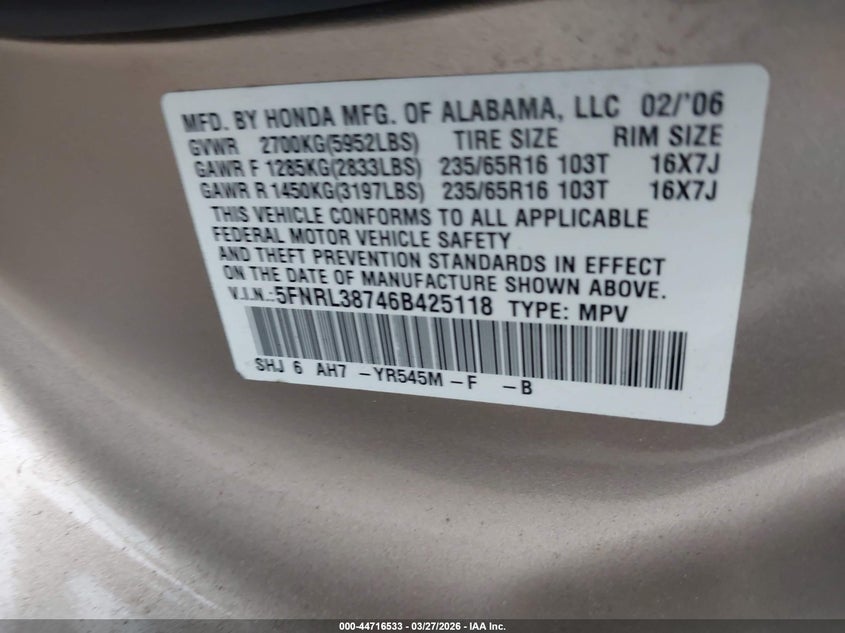 MFD. BY HONDA MFG. OF ALABAMA, LLC 02/'06
GVWR 2700KG(5952LBS) TIRE SIZE RIM SIZE
GAWR F 1285KG(2833LBS) 235/65R16 103T 16X7J
GAWR R 1450KG(3197LBS) 235/65R16 103T 16X7J
THIS VEHICLE CONFORMS TO ALL APPLICABLE
FEDERAL MOTOR VEHICLE SAFETY
AND THEFT PREVENTION STANDARDS IN EFFECT
ON THE DATE OF MANUFACTURE SHOWN ABOVE.
V.I.N.:5FNRL38746B425118 TYPE: MPV
SHJ 6 AH7 -YR545M -F -B
000-44716533 - 03/27/2026 - IAA Inc.